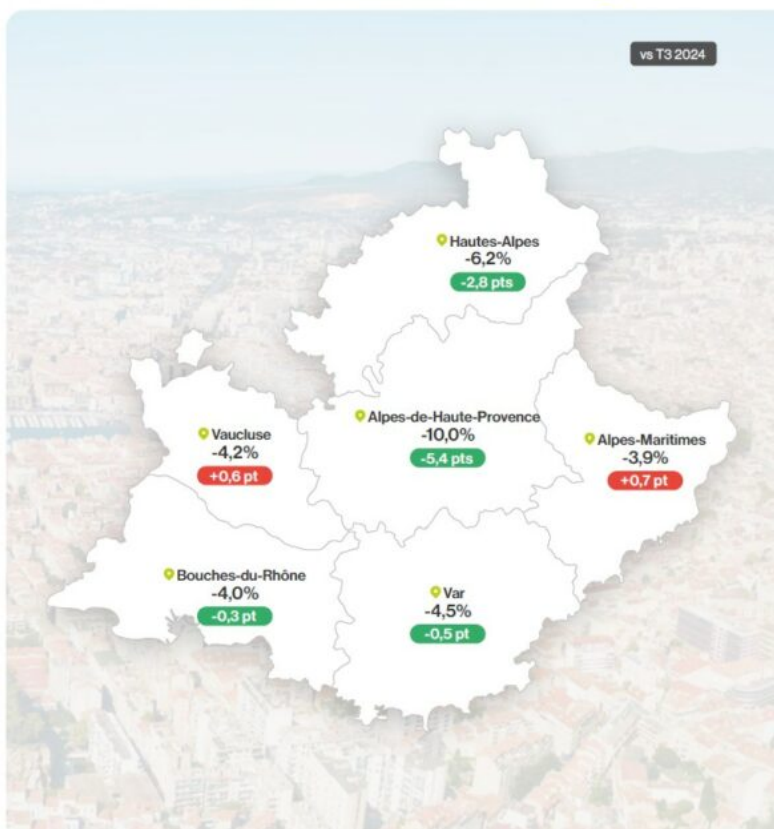 vs T3 2024
Hautes-Alpes
-6,2%
-2,8 pts
Alpes-de-Haute-Provence
-10,0%
-5,4 pts
Vaucluse
-4,2%
+0,6 pt
Alpes-Maritimes
-3,9%
+0,7 pt
Bouches-du-Rhône
-4,0%
-0,3 pt
Var
-4,5%
-0,5 pt